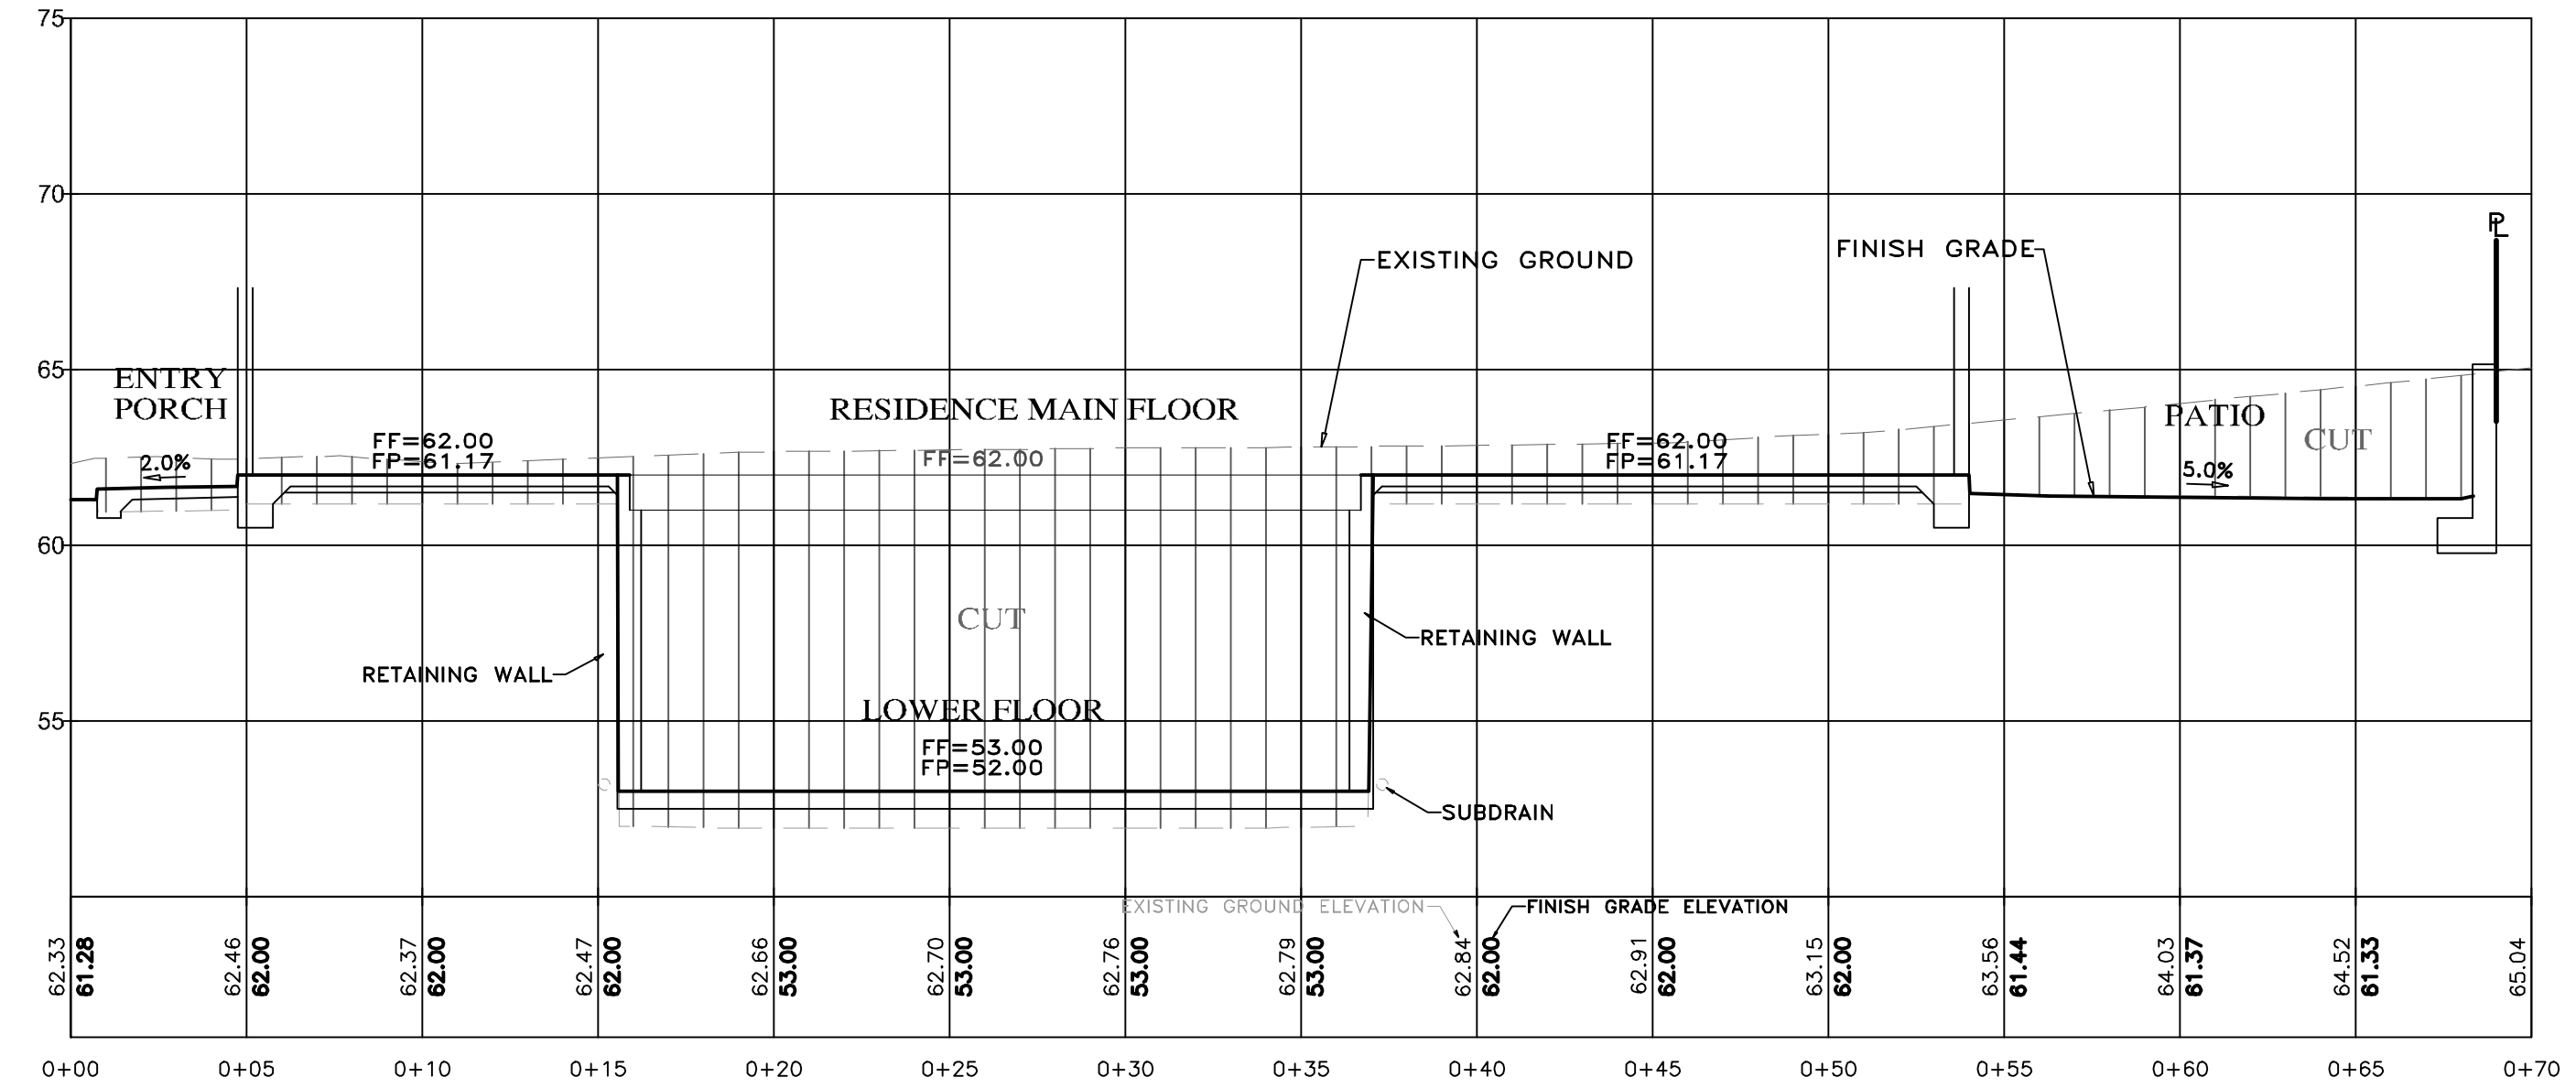 75
70
65
60
55
PL
EXISTING GROUND
FINISH GRADE
ENTRY
PORCH
RESIDENCE MAIN FLOOR
PATIO
CUT
2.0%
FF=62.00
FP=61.17
FF=62.00
FF=62.00
FP=61.17
5.0%
CUT
RETAINING WALL
RETAINING WALL
LOWER FLOOR
FF=53.00
FP=52.00
SUBDRAIN
EXISTING GROUND ELEVATION
FINISH GRADE ELEVATION
62.33
61.28
62.46
62.00
62.37
62.00
62.47
62.00
62.66
53.00
62.70
53.00
62.76
53.00
62.79
53.00
62.84
62.00
62.91
62.00
63.15
62.00
63.56
61.44
64.03
61.37
64.52
61.33
65.04
0+00
0+05
0+10
0+15
0+20
0+25
0+30
0+35
0+40
0+45
0+50
0+55
0+60
0+65
0+70